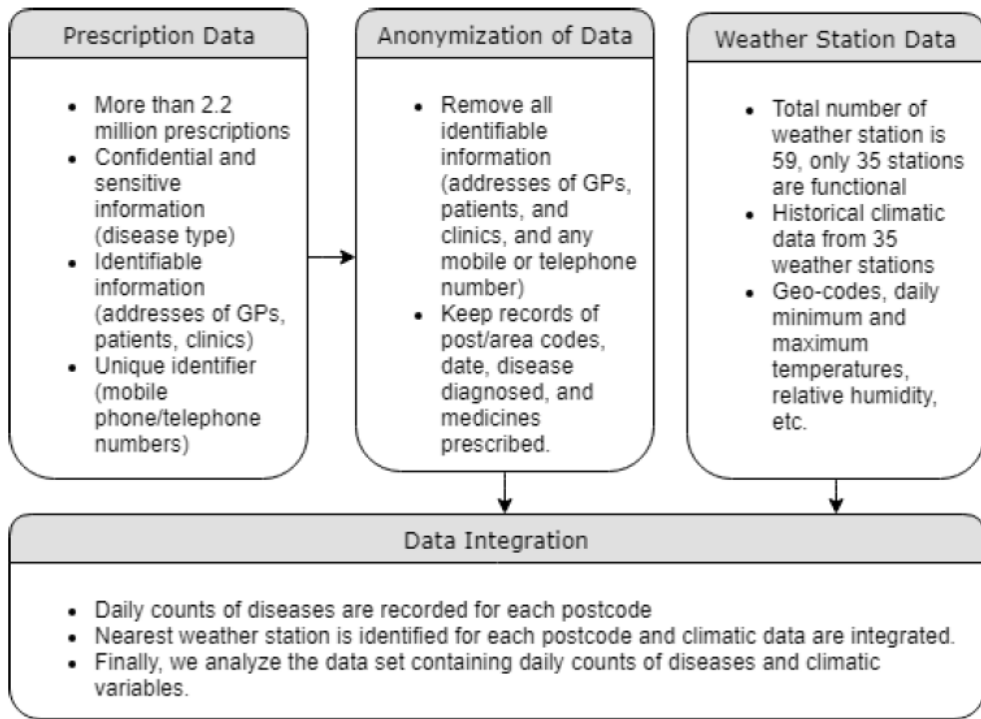 Prescription Data
• More than 2.2
million prescriptions
• Confidential and
sensitive
information
(disease type)
• Identifiable
information
(addresses of GPs,
patients, clinics)
• Unique identifier
(mobile
phone/telephone
numbers)
Anonymization of Data
• Remove all
identifiable
information
(addresses of GPs,
patients, and
clinics, and any
mobile or telephone
number)
• Keep records of
post/area codes,
date, disease
diagnosed, and
medicines
prescribed.
Weather Station Data
• Total number of
weather station is
59, only 35 stations
are functional
• Historical climatic
data from 35
weather stations
• Geo-codes, daily
minimum and
maximum
temperatures,
relative humidity,
etc.
Data Integration
• Daily counts of diseases are recorded for each postcode
• Nearest weather station is identified for each postcode and climatic data are integrated.
• Finally, we analyze the data set containing daily counts of diseases and climatic
variables.